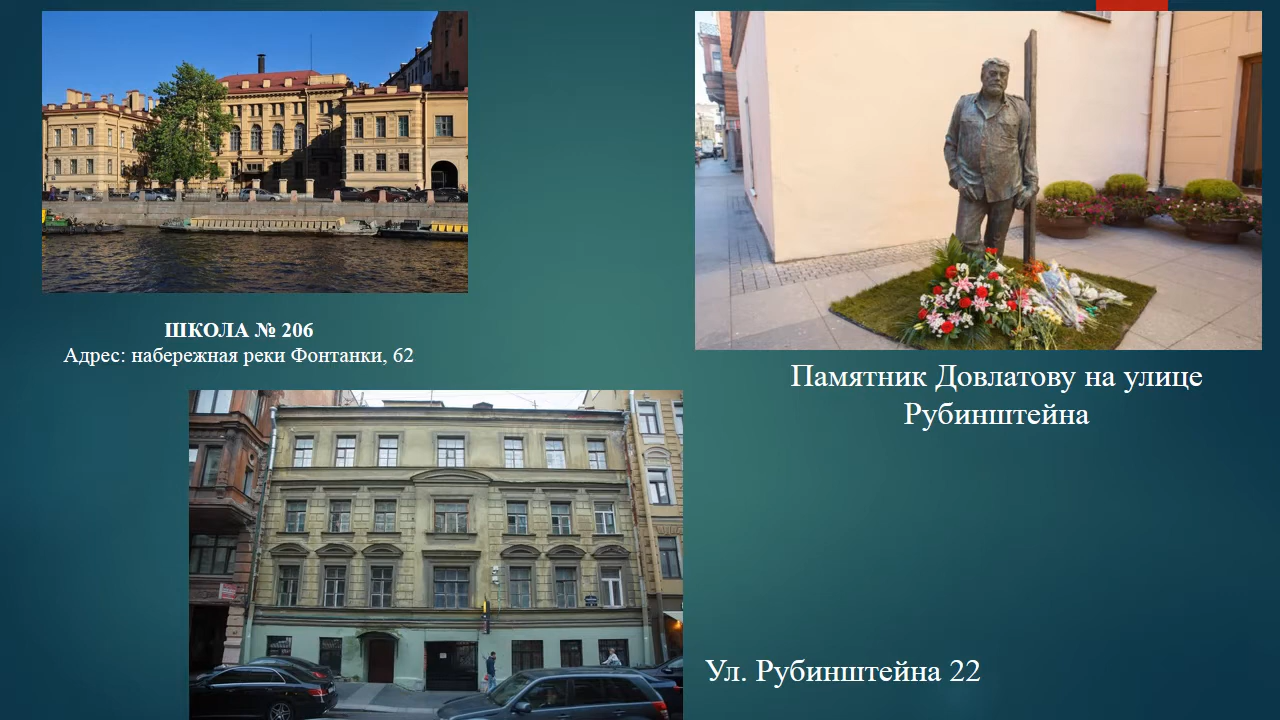 ШКОЛА № 206
Адрес: набережная реки Фонтанки, 62
Памятник Довлатову на улице
Рубинштейна
Ул. Рубинштейна 22